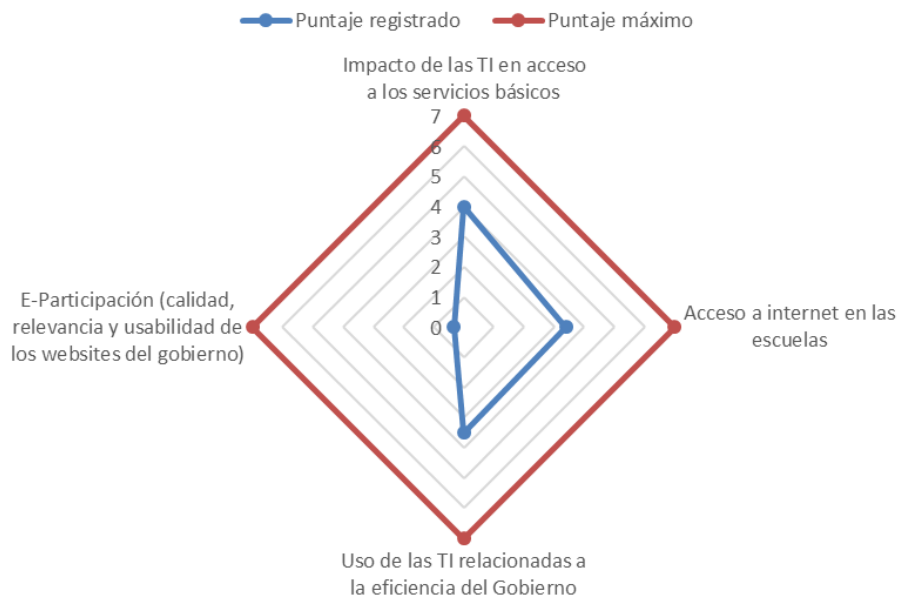 Puntaje registrado
Puntaje máximo
Impacto de las TI en acceso
a los servicios básicos
7
6
5
4
3
2
1
0
E-Participación (calidad,
relevancia y usabilidad de
los websites del gobierno)
Acceso a internet en las
escuelas
Uso de las TI relacionadas a
la eficiencia del Gobierno